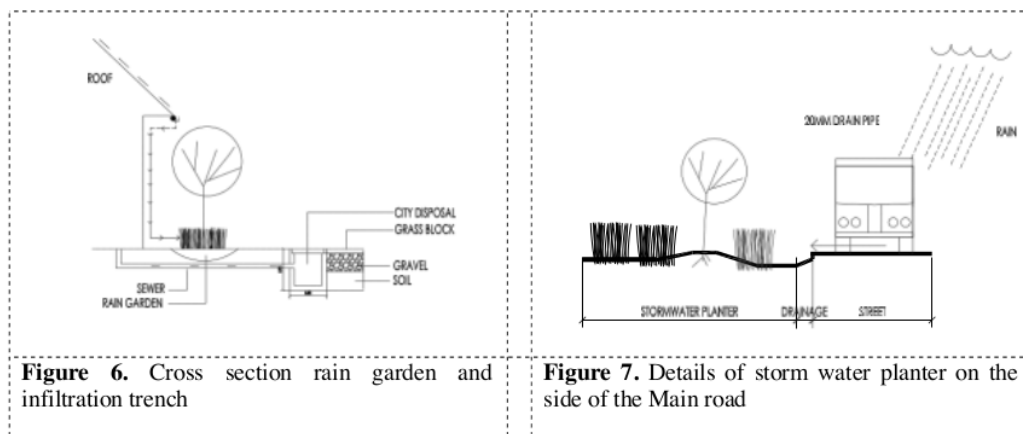 ROOF
CITY DISPOSAL
GRASS BLOCK
GRAVEL
SOIL
SEWER
RAIN GARDEN
Figure 6. Cross section rain garden and
infiltration trench
20MM DRAIN PIPE
RAIN
STORMWATER PLANTER
DRAINAGE
STREET
Figure 7. Details of storm water planter on the
side of the Main road